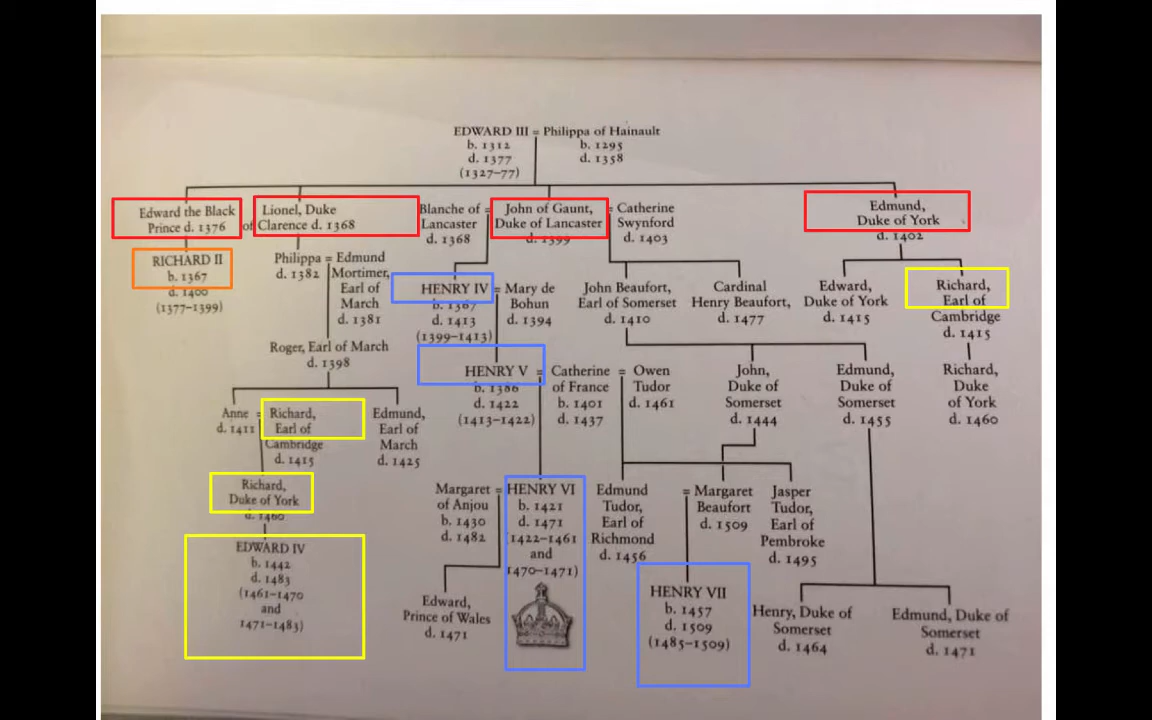 EDWARD III = Philippa of Hainault
b. 1312
d. 1377
(1327–77)
b. 1295
d. 1358
Edward the Black
Prince d. 1376
Lionel, Duke
of Clarence d. 1368
Blanche of =
Lancaster
d. 1368
John of Gaunt,
Duke of Lancaster
d. 1399
= Catherine
Swynford
d. 1403
Edmund,
Duke of York
d. 1402
RICHARD II
b. 1367
d. 1400
(1377–1399)
Philippa = Edmund
d. 1382
Mortimer,
Earl of
March
d. 1381
HENRY IV = Mary de
b. 1367
d. 1413
(1399–1413)
Bohun
d. 1394
John Beaufort,
Earl of Somerset
d. 1410
Cardinal
Henry Beaufort,
d. 1477
Edward,
Duke of York
d. 1415
Richard,
Earl of
Cambridge
d. 1415
Roger, Earl of March
d. 1398
HENRY V = Catherine = Owen
b. 1386
d. 1422
(1413–1422)
of France
b. 1401
d. 1437
Tudor
d. 1461
John,
Duke of
Somerset
d. 1444
Edmund,
Duke of
Somerset
d. 1455
Richard,
Duke
of York
d. 1460
Anne =
d. 1411
Richard,
Earl of
Cambridge
d. 1415
Edmund,
Earl of
March
d. 1425
Richard,
Duke of York
d. 1460
Margaret = HENRY VI
of Anjou
b. 1430
d. 1482
b. 1421
d. 1471
(1422–1461
and
1470–1471)
Edmund
Tudor,
Earl of
Richmond
d. 1456
= Margaret
Beaufort
d. 1509
Jasper
Tudor,
Earl of
Pembroke
d. 1495
EDWARD IV
b. 1442
d. 1483
(1461–1470
and
1471–1483)
Edward,
Prince of Wales
d. 1471
HENRY VII
b. 1457
d. 1509
(1485–1509)
Henry, Duke of
Somerset
d. 1464
Edmund, Duke of
Somerset
d. 1471